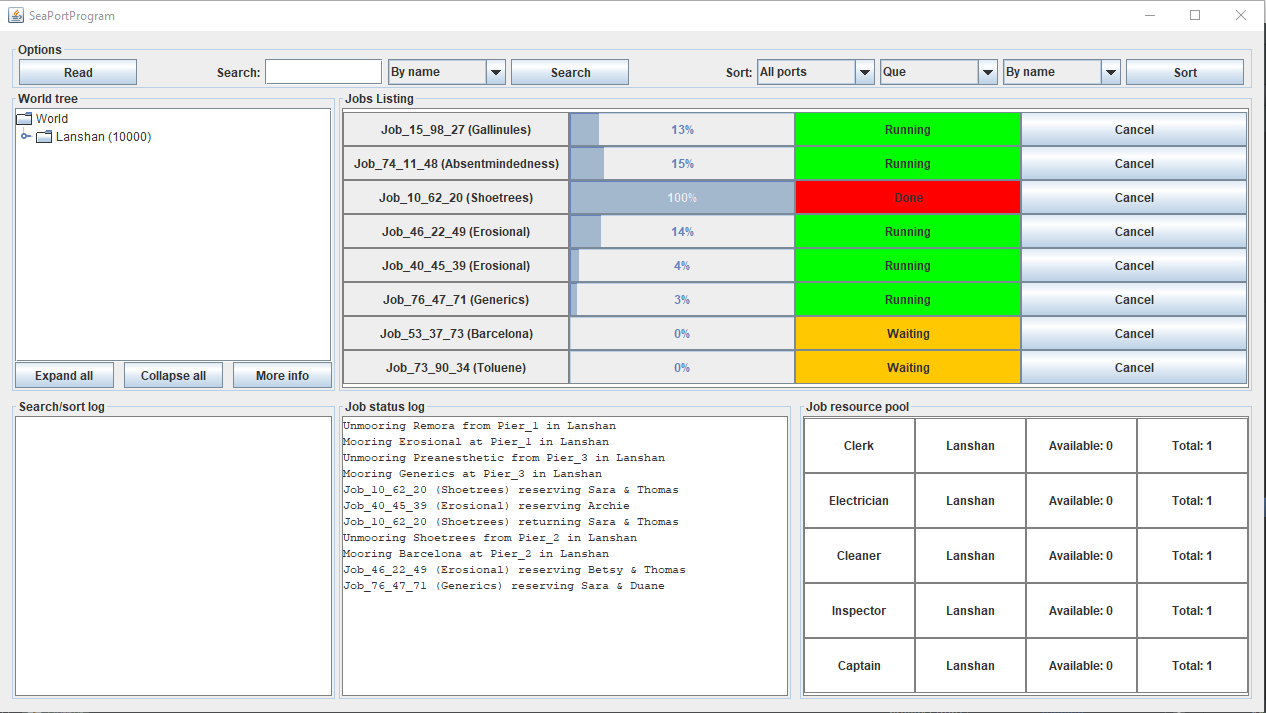 SeaPortProgram
Options
Read Search: By name Search Sort: All ports Que By name Sort
World tree
World
Lanshan (10000)
Expand all Collapse all More info
Jobs Listing
Job_15_98_27 (Gallinules) 13% Running Cancel
Job_74_11_48 (Absentmindedness) 15% Running Cancel
Job_10_62_20 (Shoetrees) 100% Done Cancel
Job_46_22_49 (Erosional) 14% Running Cancel
Job_40_45_39 (Erosional) 4% Running Cancel
Job_76_47_71 (Generics) 3% Running Cancel
Job_53_37_73 (Barcelona) 0% Waiting Cancel
Job_73_90_34 (Toluene) 0% Waiting Cancel
Search/sort log
Job status log
Unmooring Remora from Pier_1 in Lanshan
Mooring Erosional at Pier_1 in Lanshan
Unmooring Preanesthetic from Pier_3 in Lanshan
Mooring Generics at Pier_3 in Lanshan
Job_10_62_20 (Shoetrees) reserving Sara & Thomas
Job_40_45_39 (Erosional) reserving Archie
Job_10_62_20 (Shoetrees) returning Sara & Thomas
Unmooring Shoetrees from Pier_2 in Lanshan
Mooring Barcelona at Pier_2 in Lanshan
Job_46_22_49 (Erosional) reserving Betsy & Thomas
Job_76_47_71 (Generics) reserving Sara & Duane
Job resource pool
Clerk Lanshan Available: 0 Total: 1
Electrician Lanshan Available: 0 Total: 1
Cleaner Lanshan Available: 0 Total: 1
Inspector Lanshan Available: 0 Total: 1
Captain Lanshan Available: 0 Total: 1